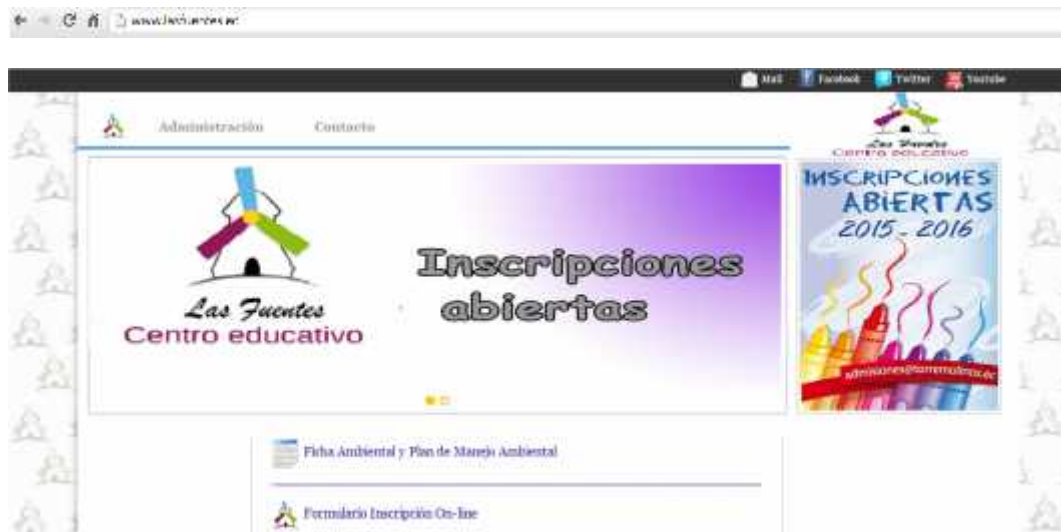 Mail Facebook Twitter Youtube
Administración Contacto
Las Fuentes
Centro educativo
Inscripciones
abiertas
Las Fuentes
Centro educativo
INSCRIPCIONES
ABIERTAS
2015 - 2016
Ficha Ambiental y Plan de Manejo Ambiental
Formulario Inscripción On-line